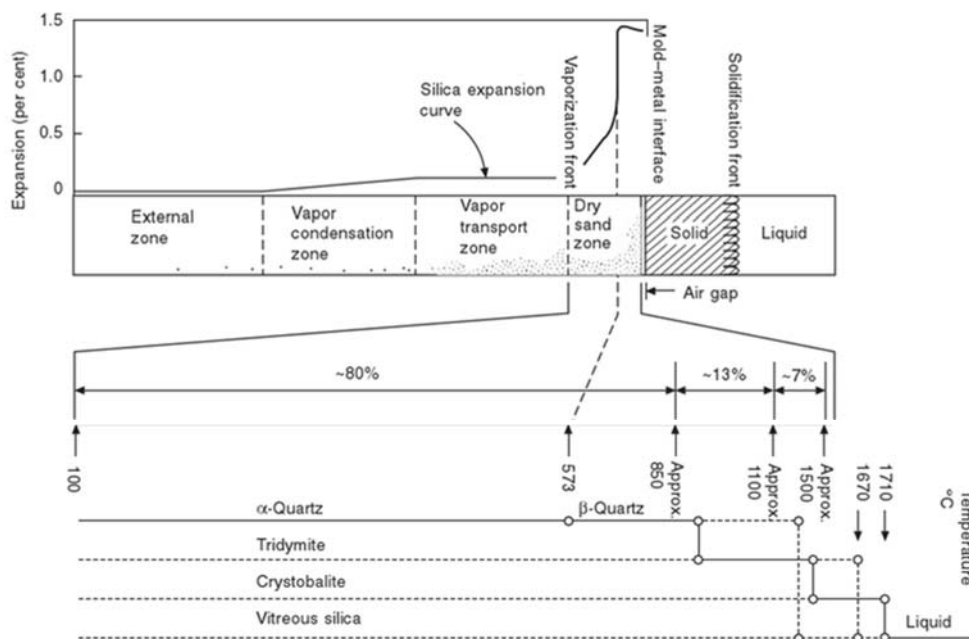 1.5
1.0
0.5
0
Expansion (per cent)
Silica expansion
curve
Vaporization front
Mold–metal interface
Solidification front
External
zone
Vapor
condensation
zone
Vapor
transport
zone
Dry
sand
zone
Solid
Liquid
Air gap
~80%
~13%
~7%
100
573
Approx.
850
Approx.
1100
Approx.
1500
1670
1710
Temperature
°C
α-Quartz
β-Quartz
Tridymite
Crystobalite
Vitreous silica
Liquid